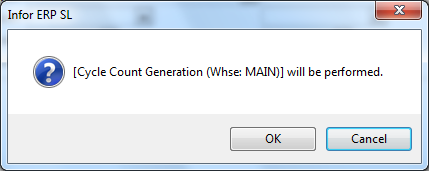 Infor ERP SL
[Cycle Count Generation (Whse: MAIN)] will be performed.
OK
Cancel